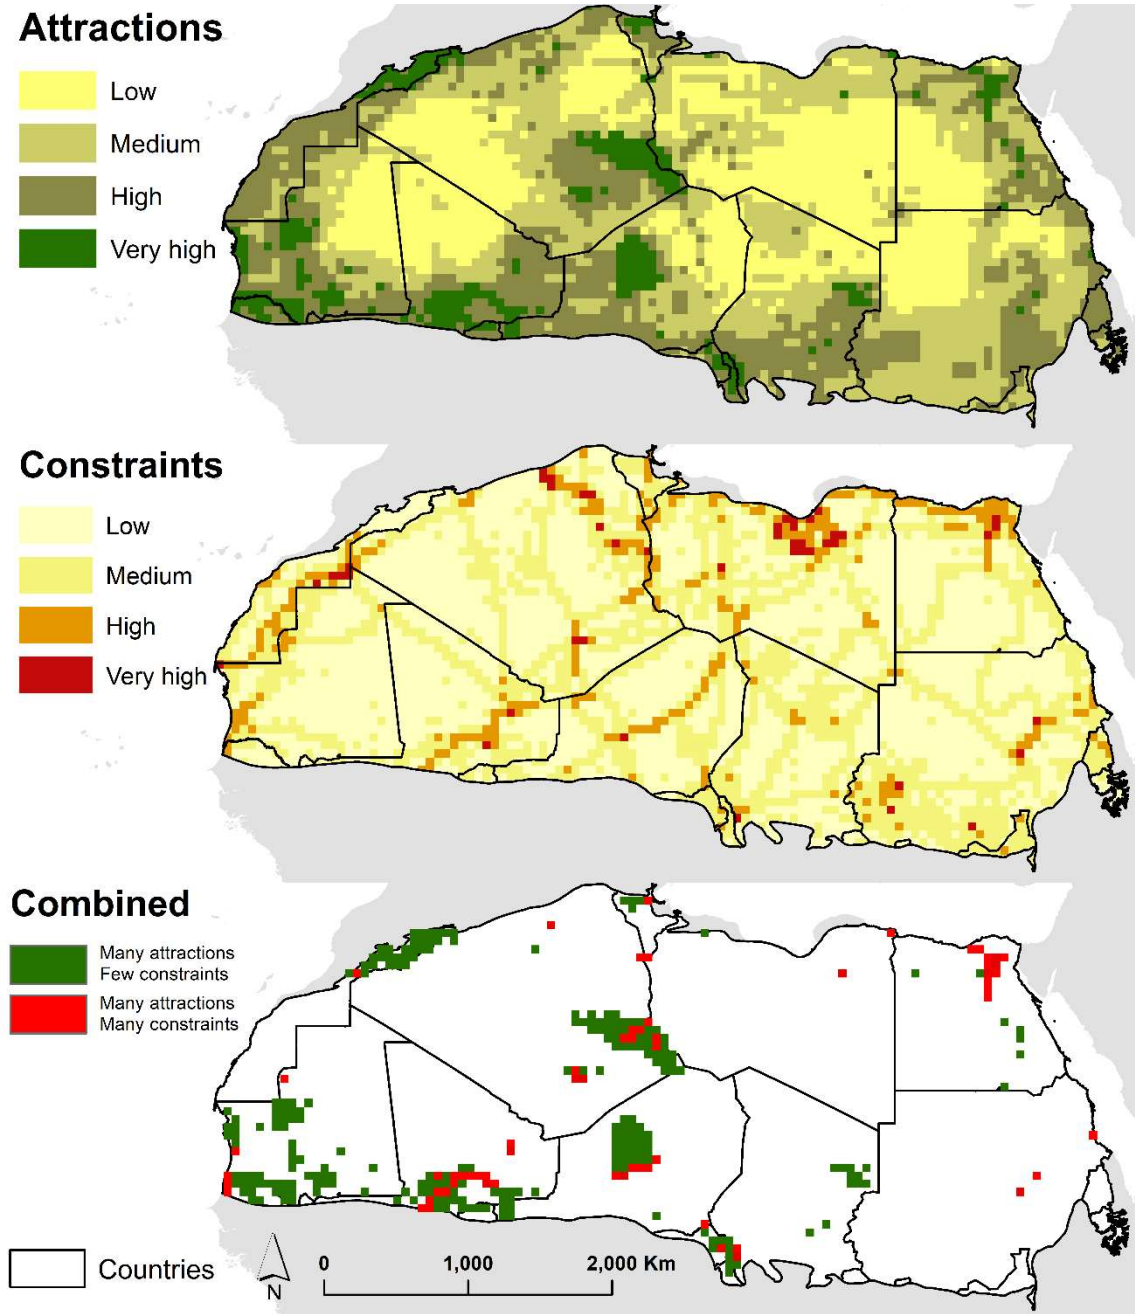 Attractions
Low
Medium
High
Very high
Constraints
Low
Medium
High
Very high
Combined
Many attractions
Few constraints
Many attractions
Many constraints
Countries
N
0 1,000 2,000 Km